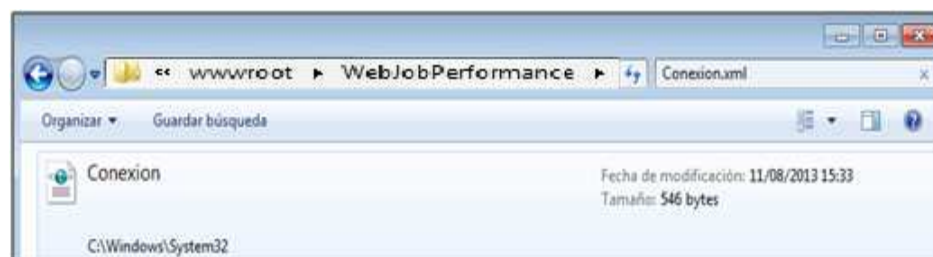 « wwwroot ▸ WebJobPerformance ▸ Conexion.xml
Organizar Guardar búsqueda
Conexion
Fecha de modificación: 11/08/2013 15:33
Tamaño: 546 bytes
C:\Windows\System32